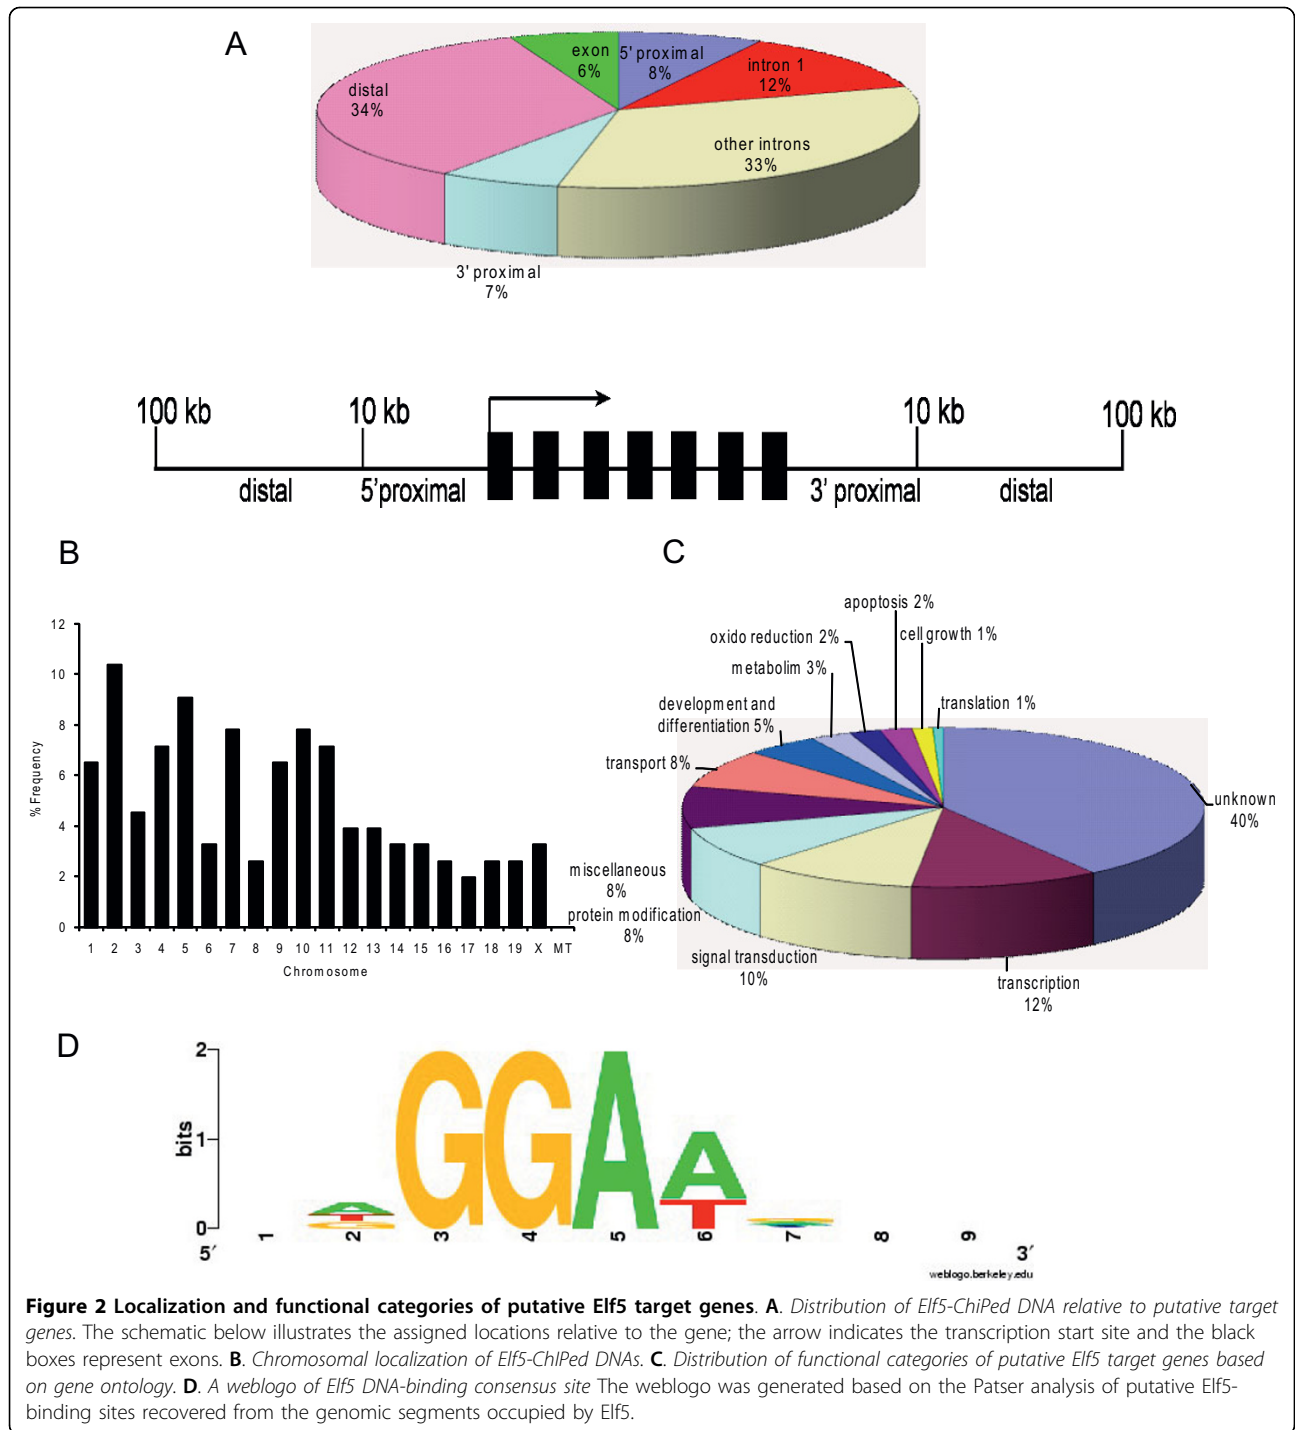 A
exon
6%
5' proximal
8%
intron 1
12%
distal
34%
other introns
33%
3' proximal
7%
100 kb
10 kb
10 kb
100 kb
distal
5'proximal
3' proximal
distal
B
% Frequency
12
10
8
6
4
2
0
1 2 3 4 5 6 7 8 9 10 11 12 13 14 15 16 17 18 19 X MT
Chromosome
C
apoptosis 2%
cell growth 1%
oxido reduction 2%
metabolim 3%
translation 1%
development and
differentiation 5%
transport 8%
unknown
40%
miscellaneous
8%
protein modification
8%
signal transduction
10%
transcription
12%
D
bits
2
1
0
A
T
G
G
G
A
A
T
5′
1 2 3 4 5 6 7 8 9
3′
weblogo.berkeley.edu
Figure 2 Localization and functional categories of putative Elf5 target genes. A. Distribution of Elf5-ChiPed DNA relative to putative target
genes. The schematic below illustrates the assigned locations relative to the gene; the arrow indicates the transcription start site and the black
boxes represent exons. B. Chromosomal localization of Elf5-ChIPed DNAs. C. Distribution of functional categories of putative Elf5 target genes based
on gene ontology. D. A weblogo of Elf5 DNA-binding consensus site The weblogo was generated based on the Patser analysis of putative Elf5-
binding sites recovered from the genomic segments occupied by Elf5.